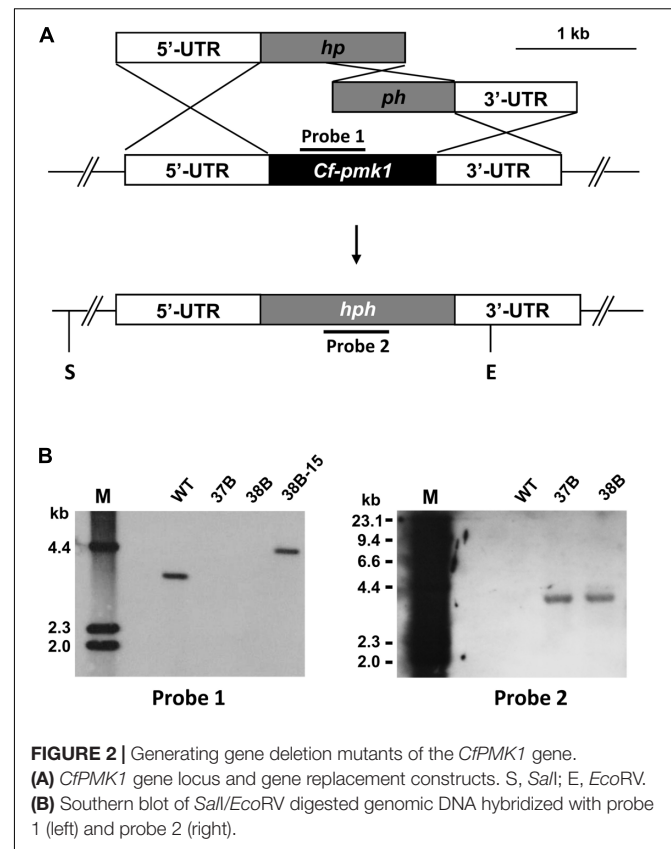 A
5'-UTR
hp
1 kb
ph
3'-UTR
Probe 1
5'-UTR
Cf-pmk1
3'-UTR
5'-UTR
hph
3'-UTR
Probe 2
S
E
B
kb
M
WT
37B
38B
38B-15
4.4
2.3
2.0
Probe 1
kb
M
WT
37B
38B
23.1
9.4
6.6
4.4
2.3
2.0
Probe 2
FIGURE 2 | Generating gene deletion mutants of the CfPMK1 gene.
(A) CfPMK1 gene locus and gene replacement constructs. S, SalI; E, EcoRV.
(B) Southern blot of SalI/EcoRV digested genomic DNA hybridized with probe
1 (left) and probe 2 (right).